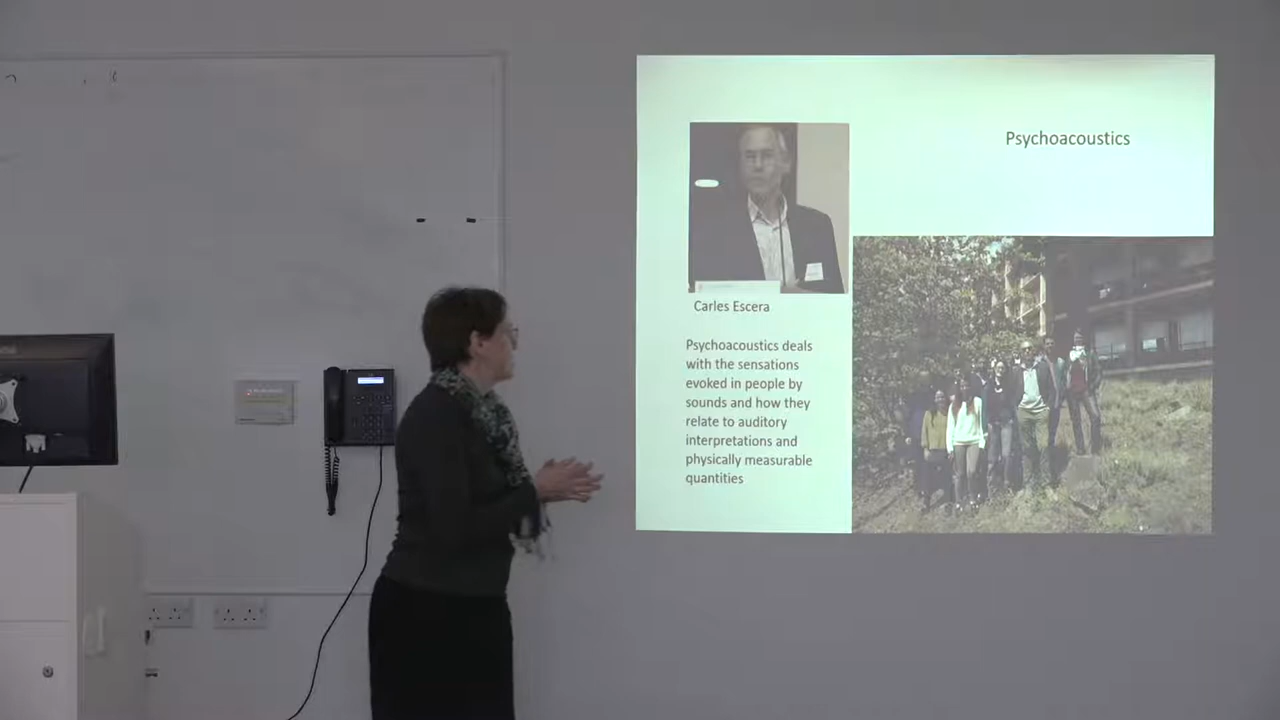 Psychoacoustics
Carles Escera
Psychoacoustics deals
with the sensations
evoked in people by
sounds and how they
relate to auditory
interpretations and
physically measurable
quantities